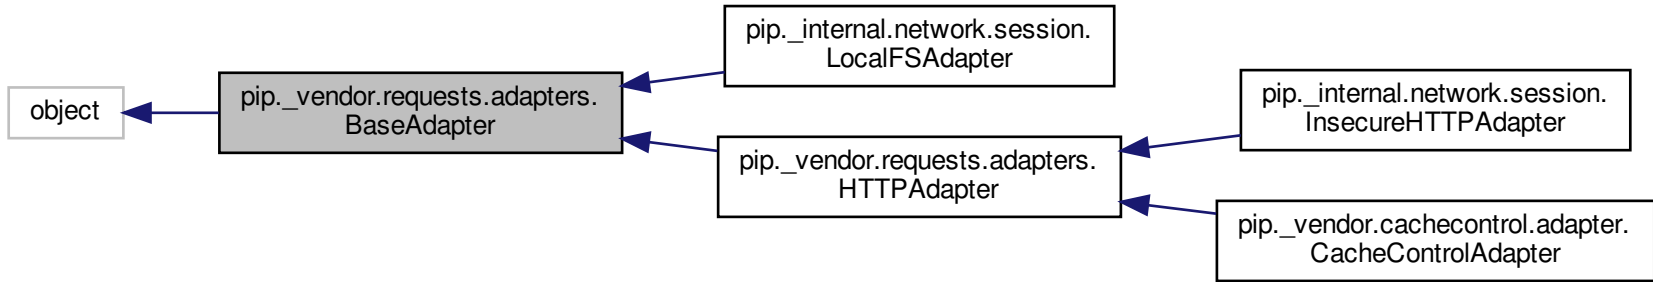 object
pip._vendor.requests.adapters.
BaseAdapter
pip._internal.network.session.
LocalFSAdapter
pip._vendor.requests.adapters.
HTTPAdapter
pip._internal.network.session.
InsecureHTTPAdapter
pip._vendor.cachecontrol.adapter.
CacheControlAdapter